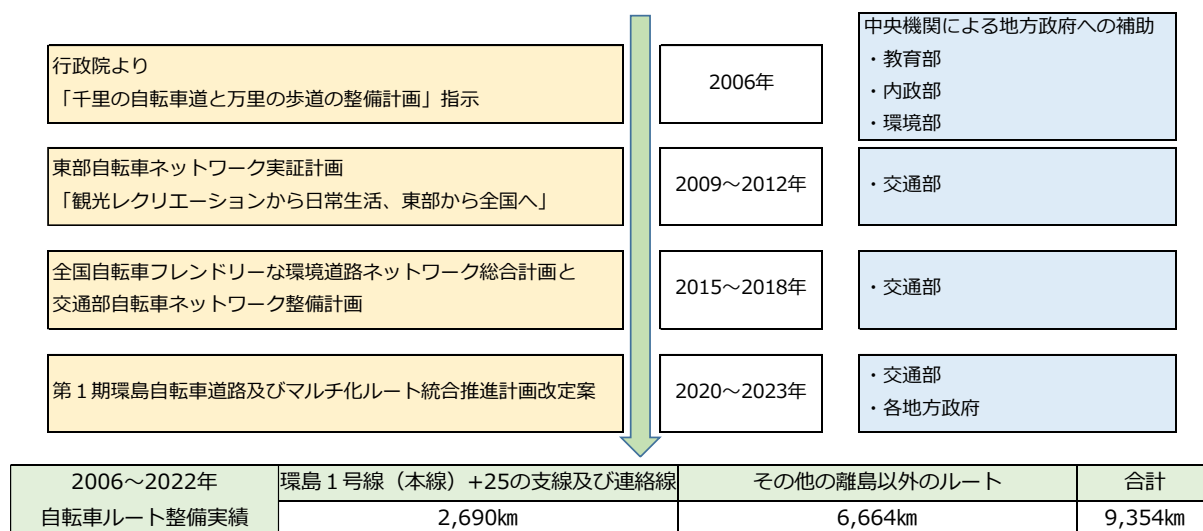 中央機関による地方政府への補助
・教育部
・内政部
・環境部
行政院より
「千里の自転車道と万里の歩道の整備計画」指示
2006年
東部自転車ネットワーク実証計画
「観光レクリエーションから日常生活、東部から全国へ」
2009～2012年
・交通部
全国自転車フレンドリーな環境道路ネットワーク総合計画と
交通部自転車ネットワーク整備計画
2015～2018年
・交通部
第１期環島自転車道路及びマルチ化ルート統合推進計画改定案
2020～2023年
・交通部
・各地方政府
2006～2022年 環島１号線（本線）+25の支線及び連絡線 その他の離島以外のルート 合計
自転車ルート整備実績 2,690㎞ 6,664㎞ 9,354㎞